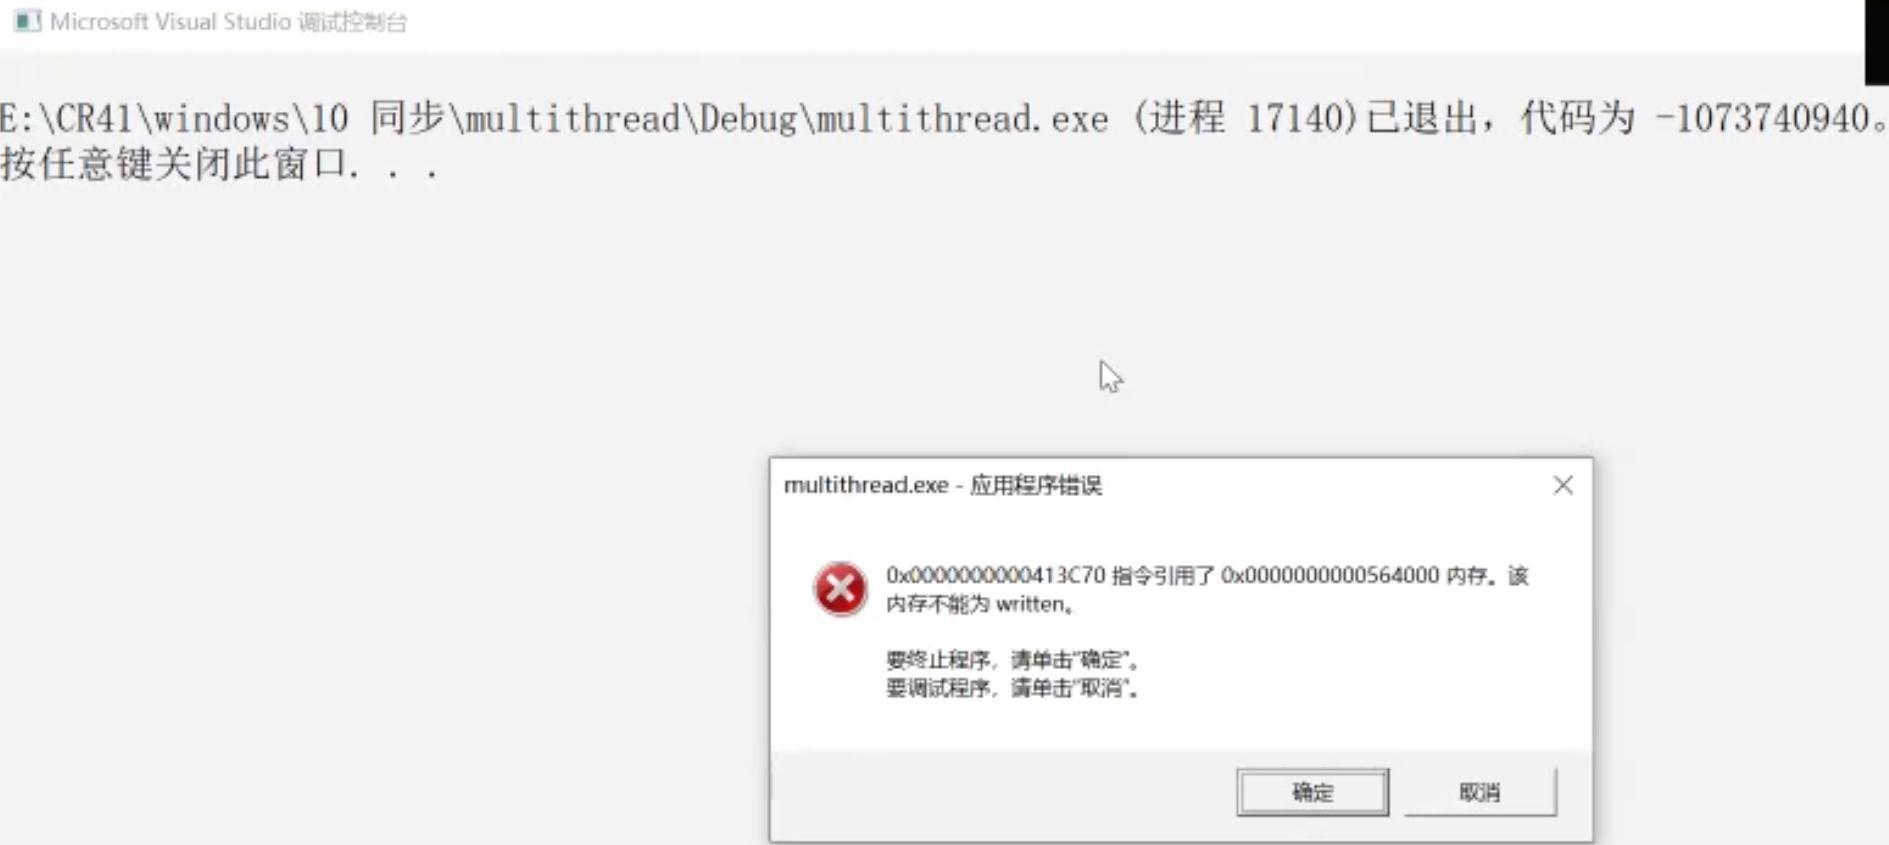 Microsoft Visual Studio 调试控制台
E:\CR41\windows\10 同步\multithread\Debug\multithread.exe (进程 17140)已退出，代码为 -1073740940。
按任意键关闭此窗口. . .
multithread.exe - 应用程序错误
0x0000000000413C70 指令引用了 0x0000000000564000 内存。该
内存不能为 written。
要终止程序，请单击"确定"。
要调试程序，请单击"取消"。
确定
取消